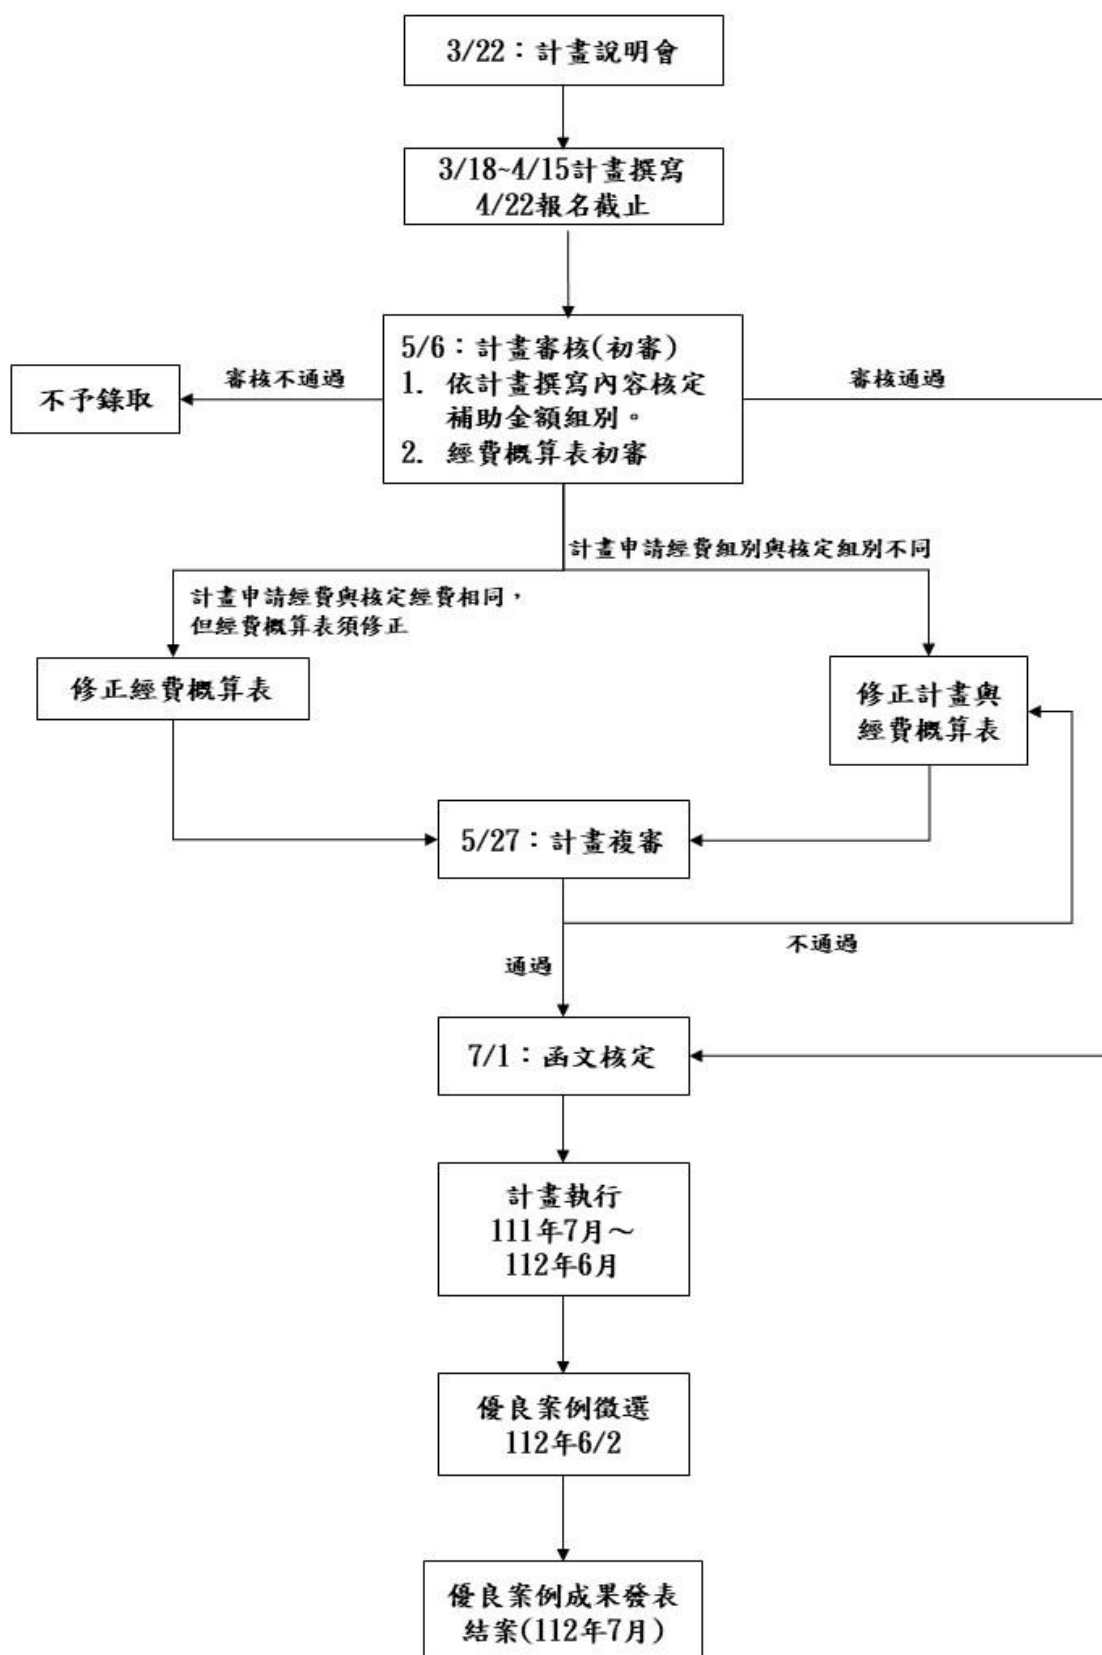 3/22：計畫說明會
3/18~4/15計畫撰寫
4/22報名截止
5/6：計畫審核(初審)
1. 依計畫撰寫內容核定
補助金額組別。
2. 經費概算表初審
審核不通過
不予錄取
審核通過
計畫申請經費組別與核定組別不同
計畫申請經費與核定經費相同，
但經費概算表須修正
修正經費概算表
修正計畫與
經費概算表
5/27：計畫複審
不通過
通過
7/1：函文核定
計畫執行
111年7月～
112年6月
優良案例徵選
112年6/2
優良案例成果發表
結案(112年7月)